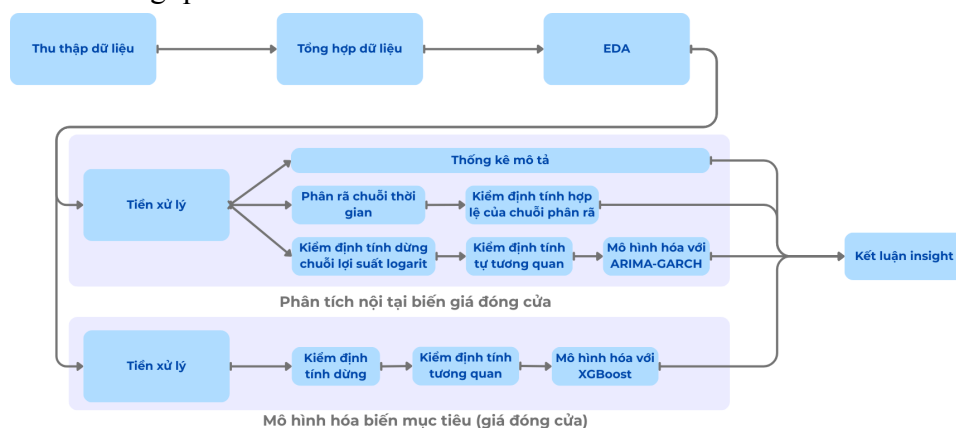 Thu thập dữ liệu
Tổng hợp dữ liệu
EDA
Tiền xử lý
Thống kê mô tả
Phân rã chuỗi thời
gian
Kiểm định tính hợp
lệ của chuỗi phân rã
Kiểm định tính dừng
chuỗi lợi suất logarit
Kiểm định tính
tự tương quan
Mô hình hóa với
ARIMA-GARCH
Phân tích nội tại biến giá đóng cửa
Kết luận insight
Tiền xử lý
Kiểm định
tính dừng
Kiểm định tính
tương quan
Mô hình hóa với
XGBoost
Mô hình hóa biến mục tiêu (giá đóng cửa)